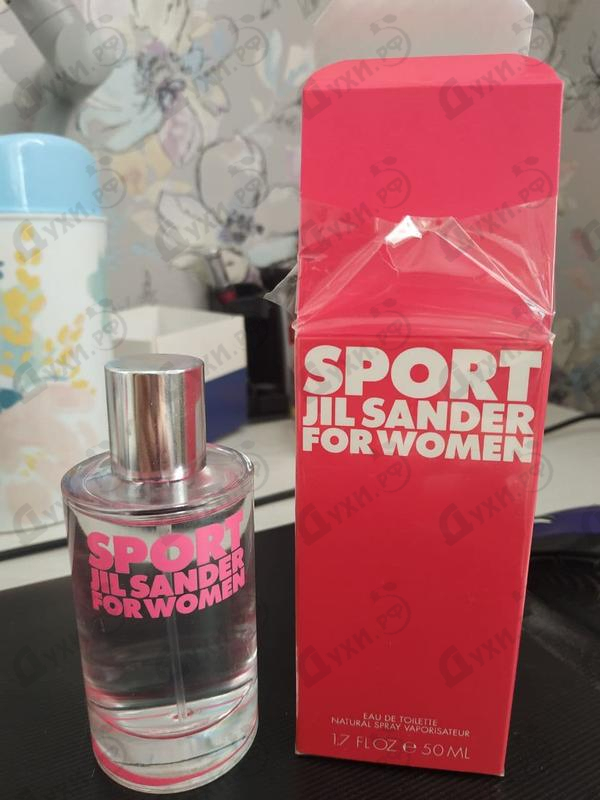 SPORT
JIL SANDER
FOR WOMEN
EAU DE TOILETTE
NATURAL SPRAY VAPORISATEUR
1.7 FL OZ e 50 ML
SPORT
JIL SANDER
FOR WOMEN
Духи.рф